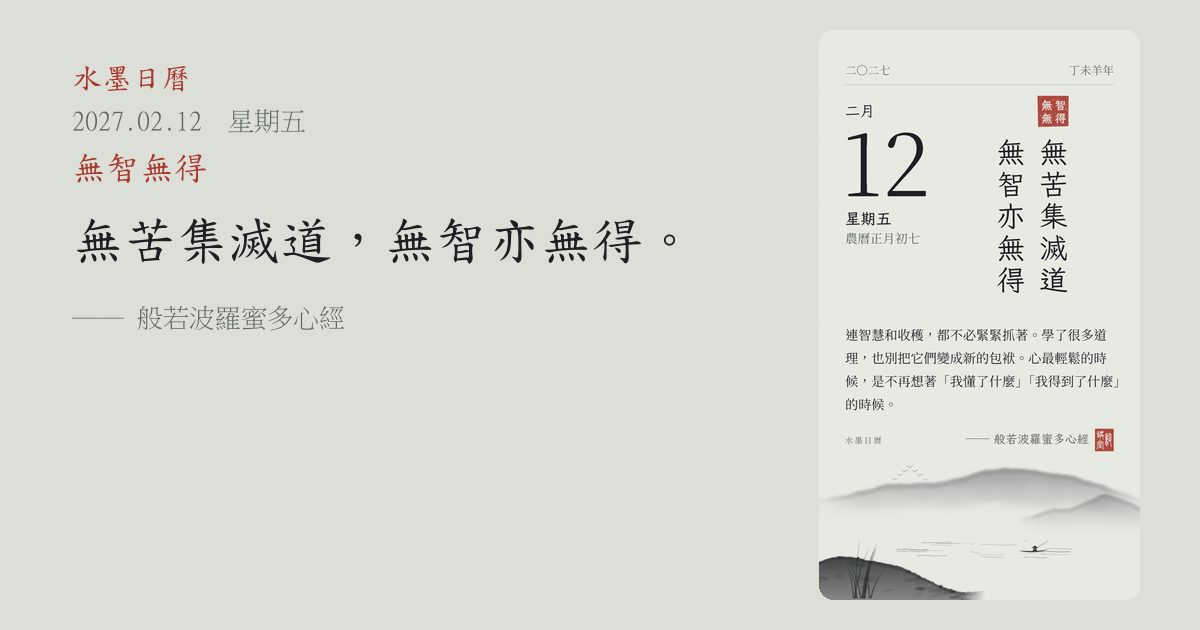 水墨日曆
2027.02.12 星期五
無智無得
無苦集滅道，無智亦無得。
—— 般若波羅蜜多心經
二〇二七
丁未羊年
二月
12
星期五
農曆正月初七
無智無得
無苦集滅道
無智亦無得
連智慧和收穫，都不必緊緊抓著。學了很多道
理，也別把它們變成新的包袱。心最輕鬆的時
候，是不再想著「我懂了什麼」「我得到了什麼」
的時候。
水墨日曆
—— 般若波羅蜜多心經